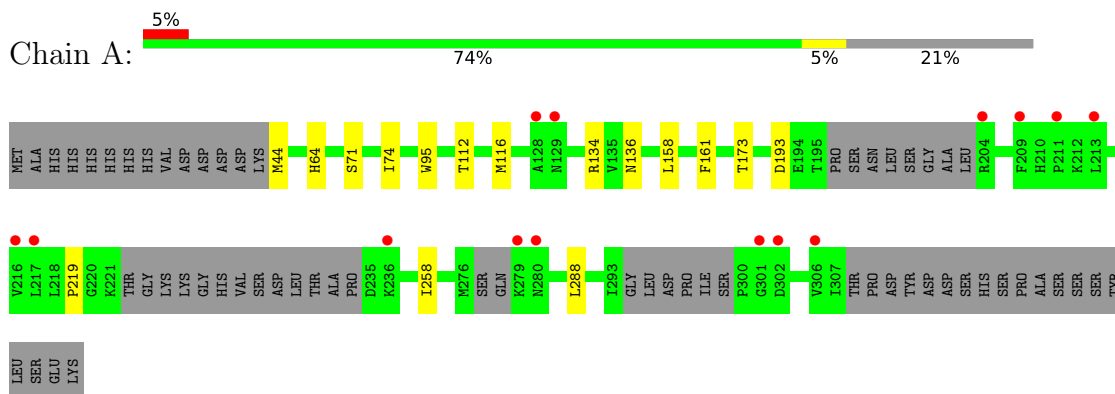 5%
Chain A:
74% 5% 21%
MET ALA HIS HIS HIS HIS HIS HIS VAL ASP ASP ASP ASP LYS M44 H64 S71 I74 W95 T112 M116 A128 N129 R134 V135 N136 L158 F161 T173 D193 E194 T195 PRO SER ASN LEU SER GLY ALA LEU R204 F209 H210 P211 K212 L213
V216 L217 L218 P219 G220 K221 THR GLY LYS LYS GLY HIS VAL SER ASP LEU THR ALA PRO D235 K236 I258 M276 SER GLN K279 N280 L288 I293 GLY LEU ASP PRO ILE SER P300 G301 D302 V306 I307 THR PRO ASP TYR ASP ASP SER HIS SER PRO ALA SER SER SER TYR
LEU SER GLU LYS